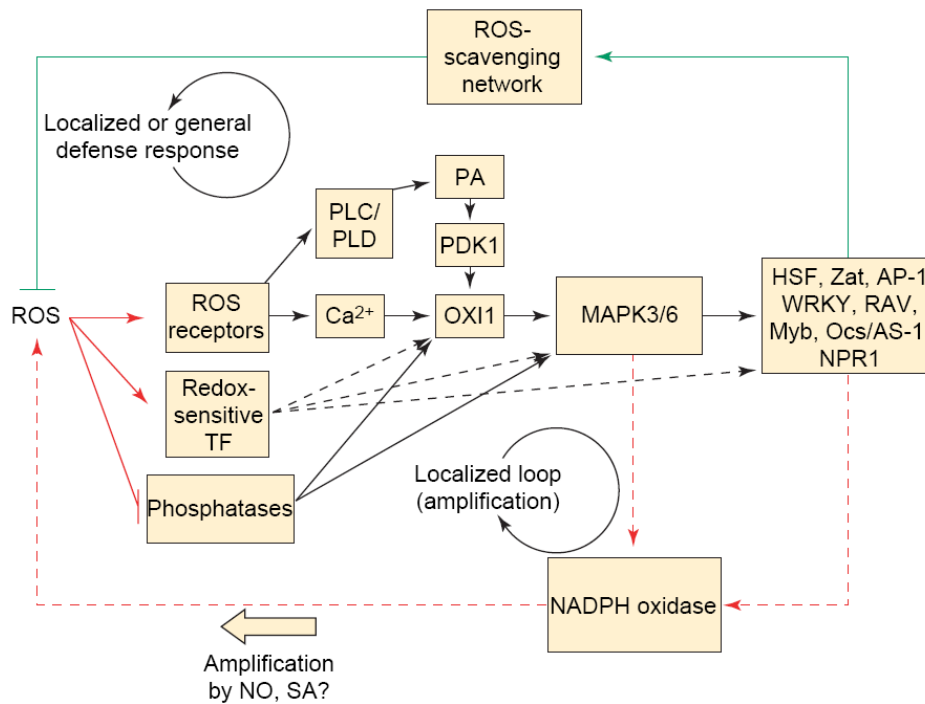 ROS-
scavenging
network
Localized or general
defense response
PA
PLC/
PLD
PDK1
HSF, Zat, AP-1
WRKY, RAV,
Myb, Ocs/AS-1
NPR1
ROS
ROS
receptors
Ca²⁺
OXI1
MAPK3/6
Redox-
sensitive
TF
Localized loop
(amplification)
Phosphatases
NADPH oxidase
Amplification
by NO, SA?